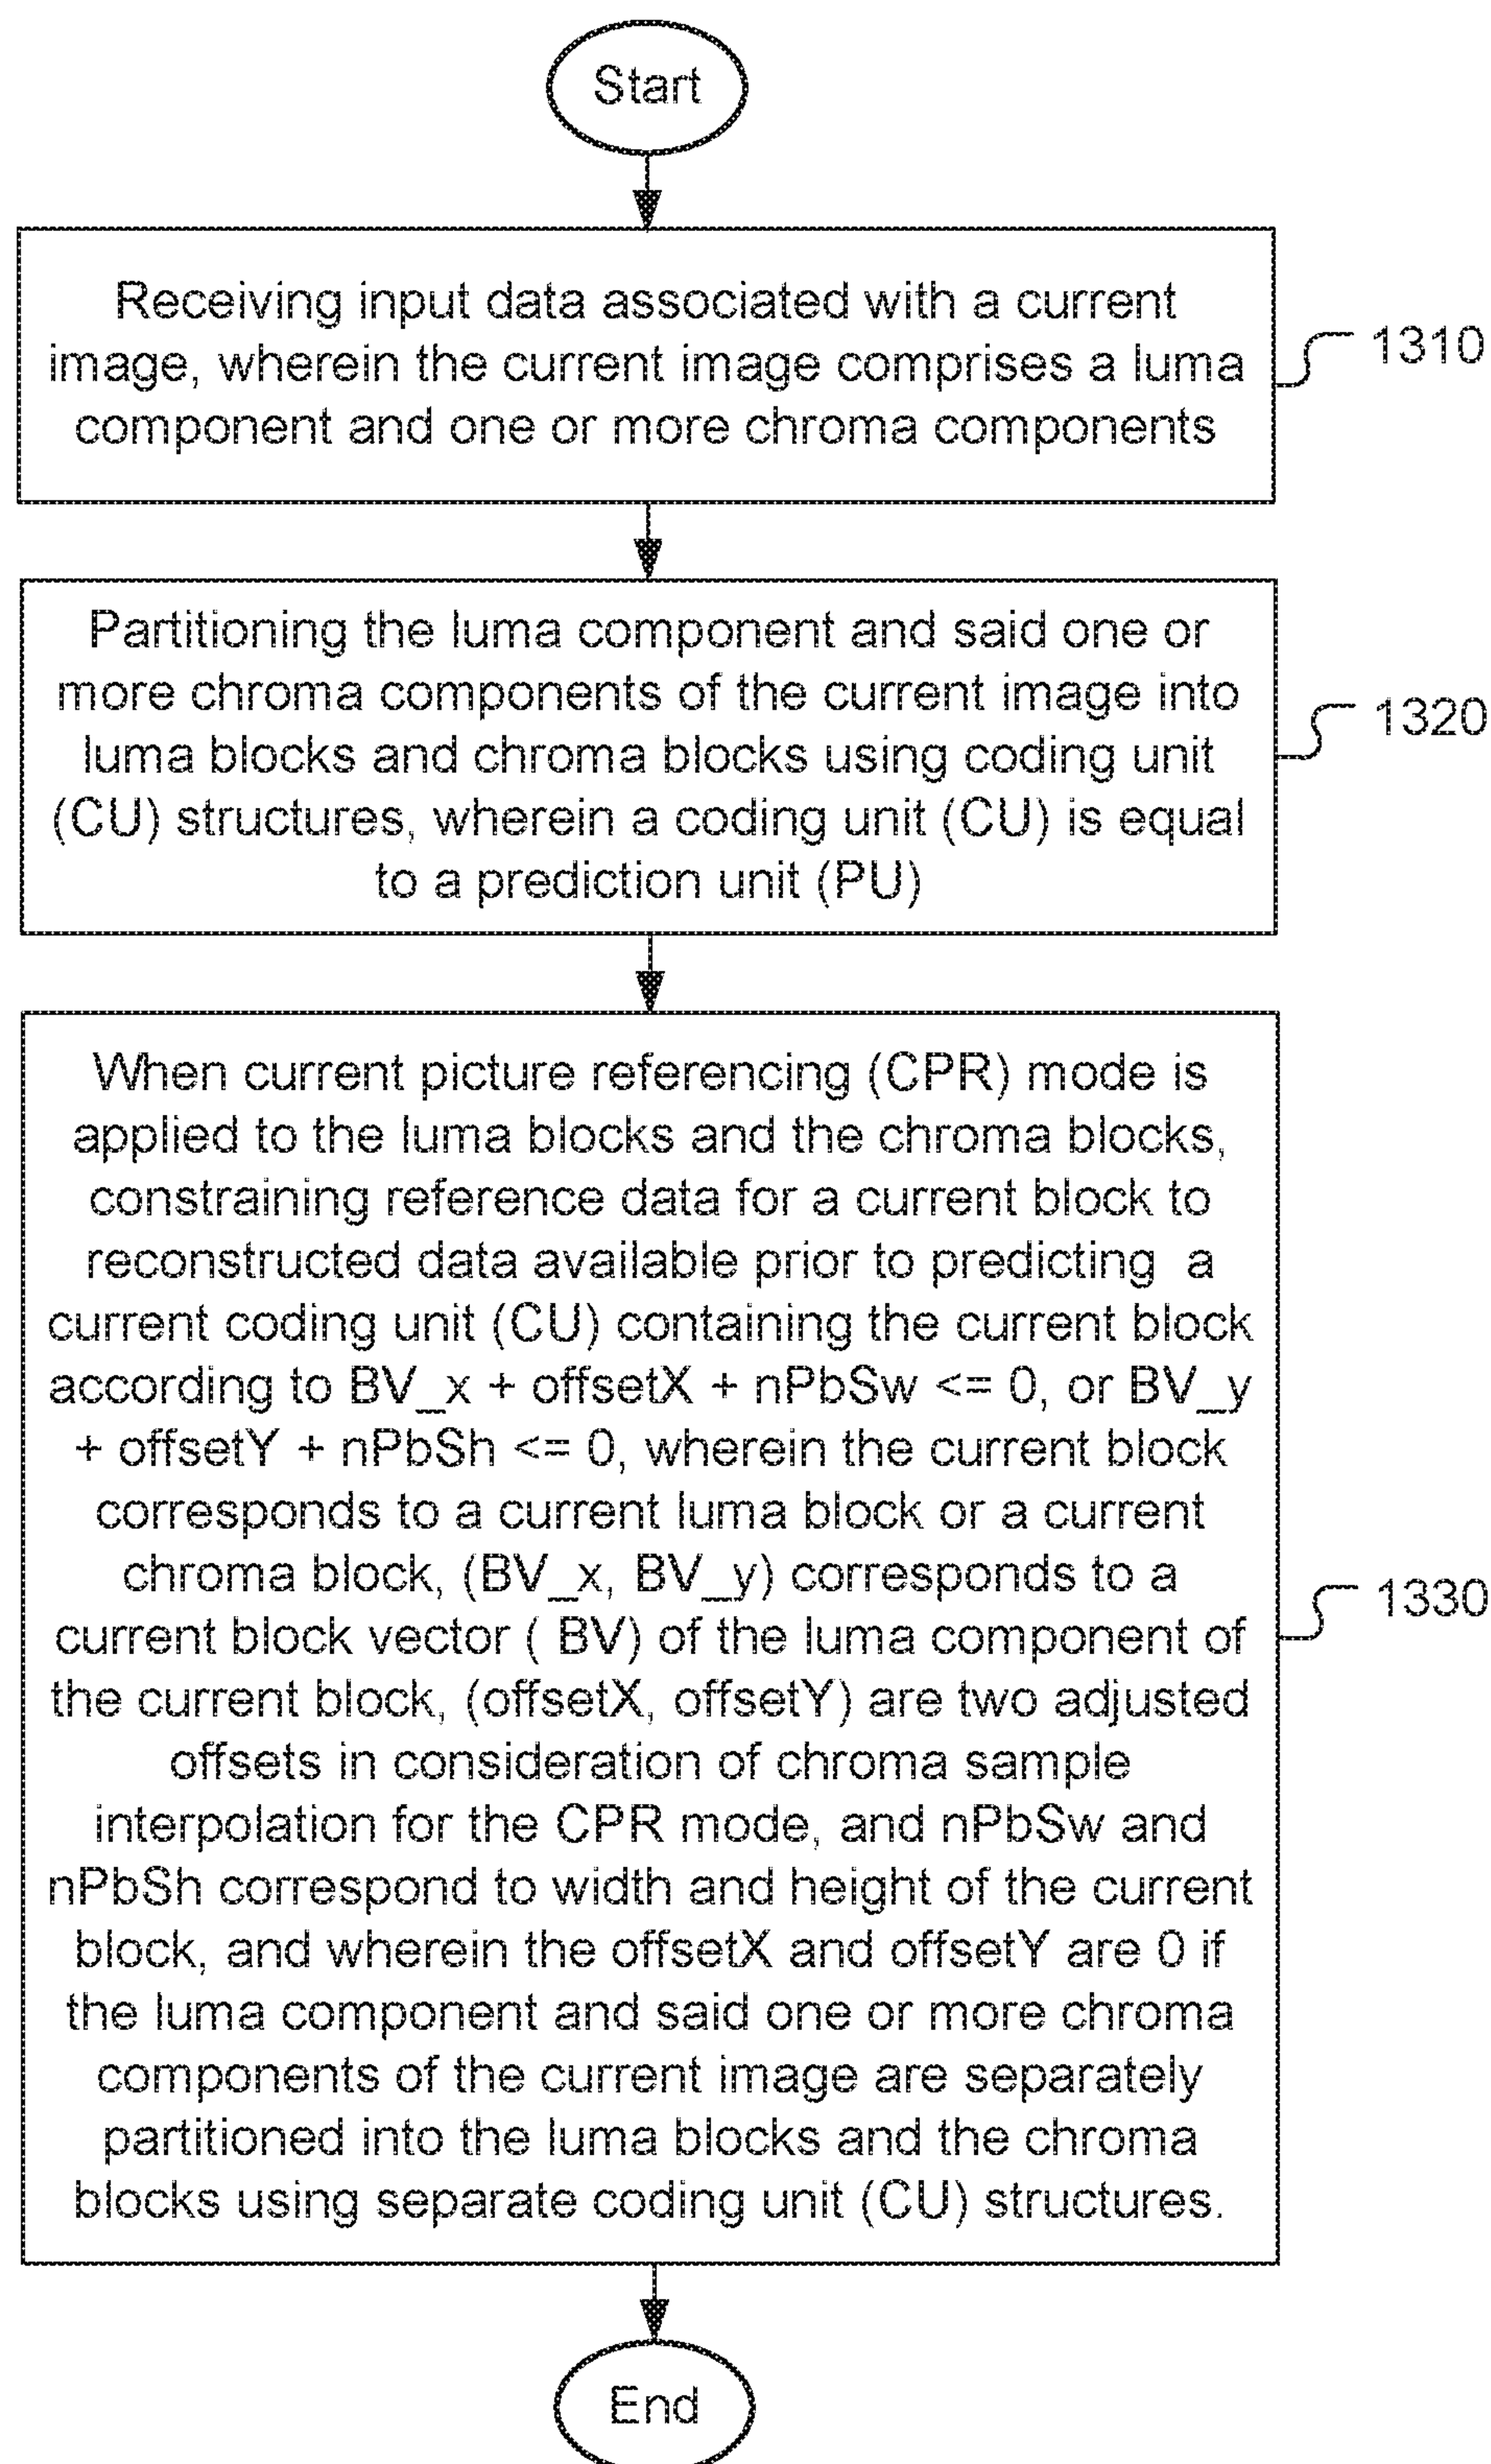 Start
Receiving input data associated with a current
image, wherein the current image comprises a luma
component and one or more chroma components
1310
Partitioning the luma component and said one or
more chroma components of the current image into
luma blocks and chroma blocks using coding unit
(CU) structures, wherein a coding unit (CU) is equal
to a prediction unit (PU)
1320
When current picture referencing (CPR) mode is
applied to the luma blocks and the chroma blocks,
constraining reference data for a current block to
reconstructed data available prior to predicting a
current coding unit (CU) containing the current block
according to BV_x + offsetX + nPbSw <= 0, or BV_y
+ offsetY + nPbSh <= 0, wherein the current block
corresponds to a current luma block or a current
chroma block, (BV_x, BV_y) corresponds to a
current block vector ( BV) of the luma component of
the current block, (offsetX, offsetY) are two adjusted
offsets in consideration of chroma sample
interpolation for the CPR mode, and nPbSw and
nPbSh correspond to width and height of the current
block, and wherein the offsetX and offsetY are 0 if
the luma component and said one or more chroma
components of the current image are separately
partitioned into the luma blocks and the chroma
blocks using separate coding unit (CU) structures.
1330
End